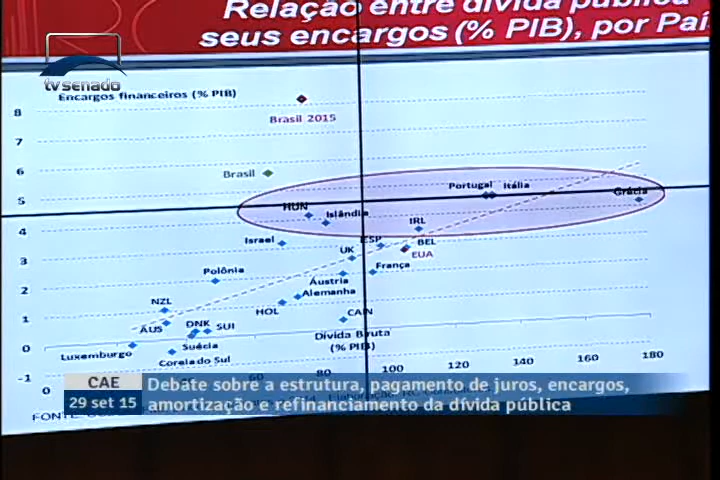 Relação entre dívida pública
seus encargos (% PIB), por Paí
tv senado
Encargos financeiros (% PIB)
8
Brasil 2015
7
6
Brasil
5
Portugal Itália
Grécia
HUN
Islândia
4
IRL
Israel
ESP
BEL
3
UK
EUA
Polônia
França
2
Áustria
Alemanha
NZL
HOL
1
AUS
DNK
SUI
CAN
0
Suécia
Dívida Bruta
(% PIB)
Luxemburgo
Coreia do Sul
60
80
100
120
140
160
180
-1
0
CAE
Debate sobre a estrutura, pagamento de juros, encargos,
29 set 15
amortização e refinanciamento da dívida pública
FONTE: